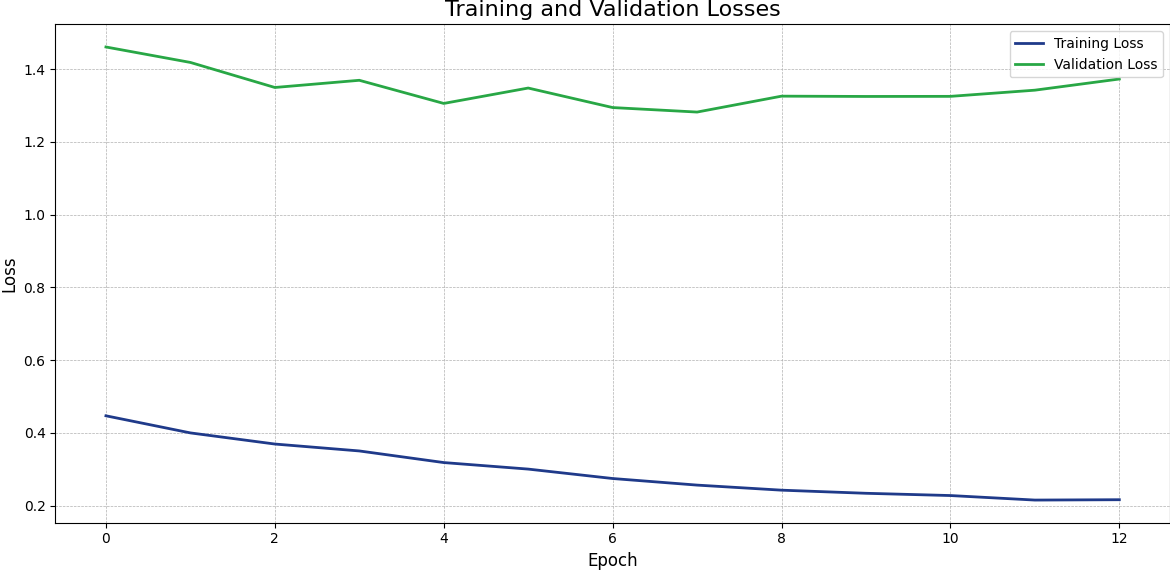 Training and Validation Losses
Training Loss
Validation Loss
1.4
1.2
1.0
0.8
0.6
0.4
0.2
Loss
0 2 4 6 8 10 12
Epoch